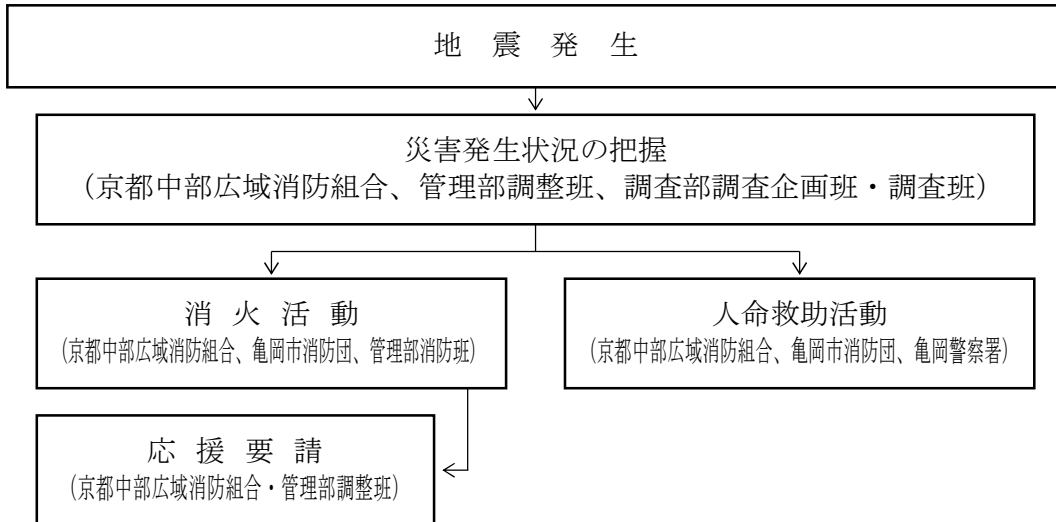 地　震　発　生
災害発生状況の把握
（京都中部広域消防組合、管理部調整班、調査部調査企画班・調査班）
消　火　活　動
（京都中部広域消防組合、亀岡市消防団、管理部消防班）
人命救助活動
（京都中部広域消防組合、亀岡市消防団、亀岡警察署）
応　援　要　請
（京都中部広域消防組合・管理部調整班）